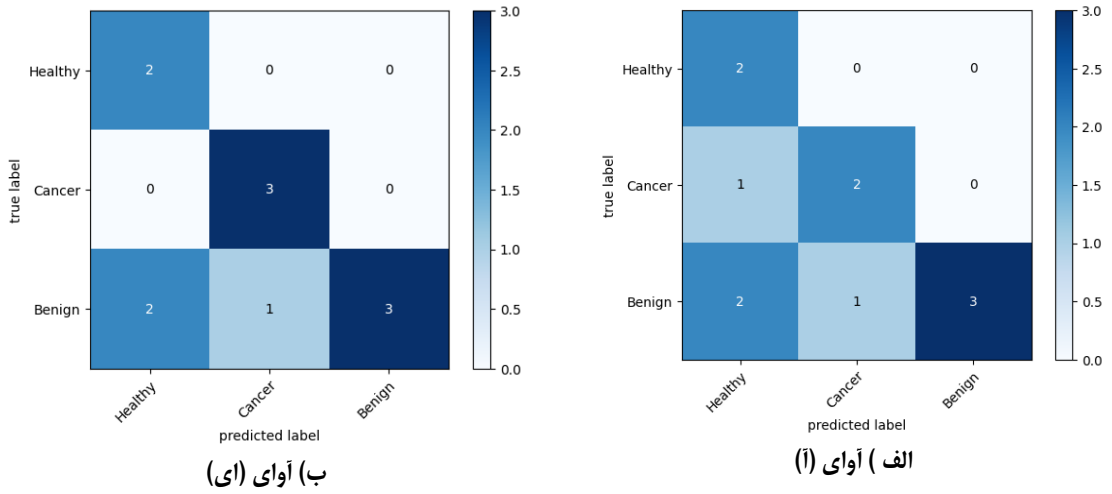 Healthy 2 0 0
Cancer 0 3 0
Benign 2 1 3
Healthy Cancer Benign
true label
predicted label
3.0
2.5
2.0
1.5
1.0
0.5
0.0
ب) آوای (ای)
Healthy 2 0 0
Cancer 1 2 0
Benign 2 1 3
Healthy Cancer Benign
true label
predicted label
3.0
2.5
2.0
1.5
1.0
0.5
0.0
الف ) آوای (آ)